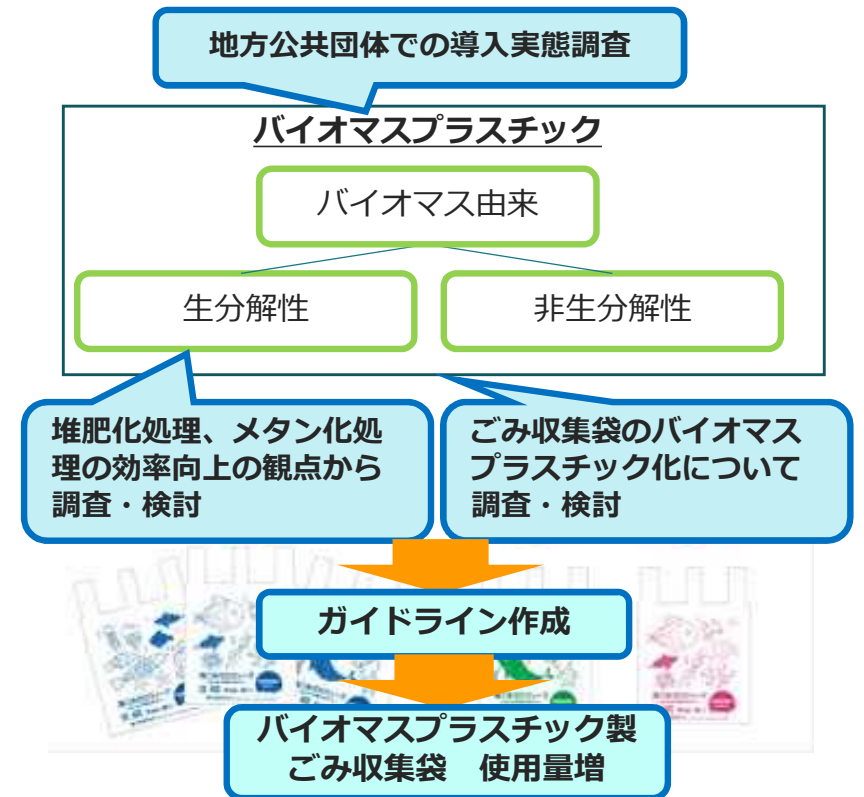 地方公共団体での導入実態調査
バイオマスプラスチック
バイオマス由来
生分解性
非生分解性
堆肥化処理、メタン化処
理の効率向上の観点から
調査・検討
ごみ収集袋のバイオマス
プラスチック化について
調査・検討
ガイドライン作成
バイオマスプラスチック製
ごみ収集袋　使用量増